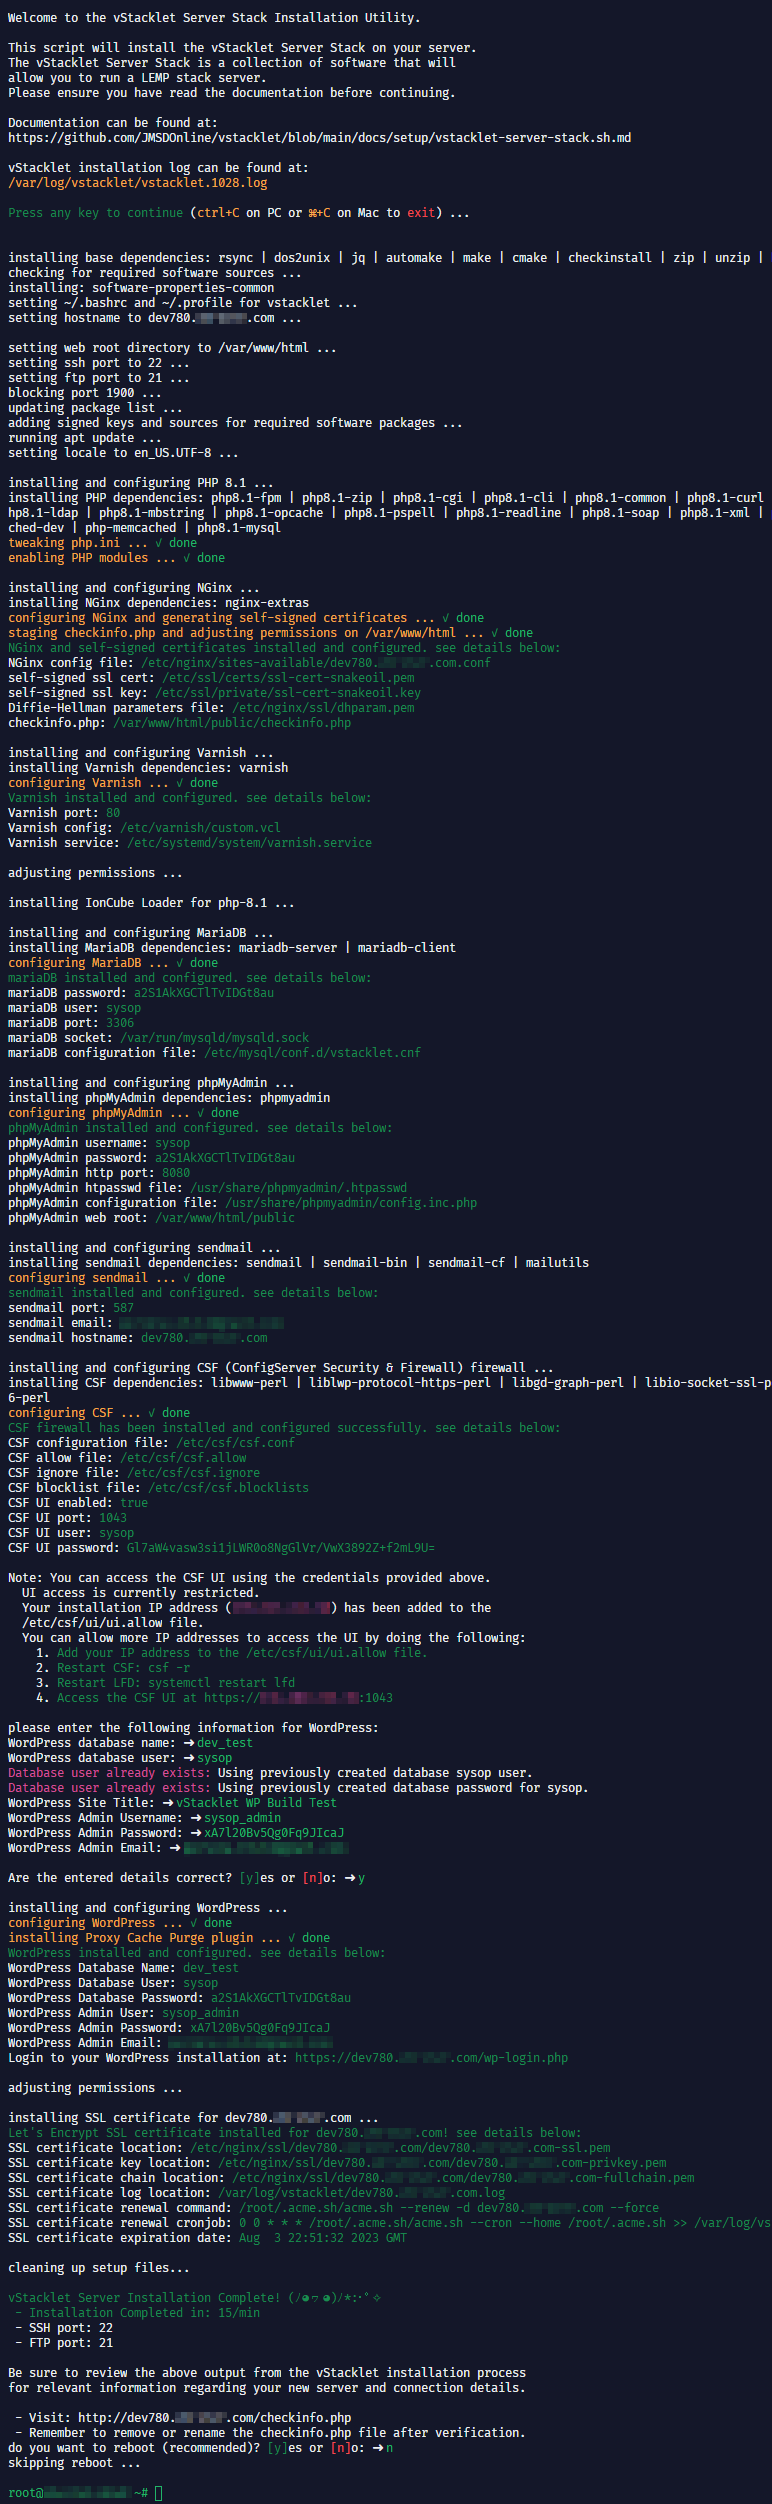 Welcome to the vStacklet Server Stack Installation Utility.
This script will install the vStacklet Server Stack on your server.
The vStacklet Server Stack is a collection of software that will
allow you to run a LEMP stack server.
Please ensure you have read the documentation before continuing.
Documentation can be found at:
https://github.com/JMSDOnline/vstacklet/blob/main/docs/setup/vstacklet-server-stack.sh.md
vStacklet installation log can be found at:
/var/log/vstacklet/vstacklet.1028.log
Press any key to continue (ctrl+C on PC or ⌘+C on Mac to exit) ...
installing base dependencies: rsync | dos2unix | jq | automake | make | cmake | checkinstall | zip | unzip |
checking for required software sources ...
installing: software-properties-common
setting ~/.bashrc and ~/.profile for vstacklet ...
setting hostname to dev780. .com ...
setting web root directory to /var/www/html ...
setting ssh port to 22 ...
setting ftp port to 21 ...
blocking port 1900 ...
updating package list ...
adding signed keys and sources for required software packages ...
running apt update ...
setting locale to en_US.UTF-8 ...
installing and configuring PHP 8.1 ...
installing PHP dependencies: php8.1-fpm | php8.1-zip | php8.1-cgi | php8.1-cli | php8.1-common | php8.1-curl
hp8.1-ldap | php8.1-mbstring | php8.1-opcache | php8.1-pspell | php8.1-readline | php8.1-soap | php8.1-xml |
ched-dev | php-memcached | php8.1-mysql
tweaking php.ini ... √ done
enabling PHP modules ... √ done
installing and configuring NGinx ...
installing NGinx dependencies: nginx-extras
configuring NGinx and generating self-signed certificates ... √ done
staging checkinfo.php and adjusting permissions on /var/www/html ... √ done
NGinx and self-signed certificates installed and configured. see details below:
NGinx config file: /etc/nginx/sites-available/dev780. .com.conf
self-signed ssl cert: /etc/ssl/certs/ssl-cert-snakeoil.pem
self-signed ssl key: /etc/ssl/private/ssl-cert-snakeoil.key
Diffie-Hellman parameters file: /etc/nginx/ssl/dhparam.pem
checkinfo.php: /var/www/html/public/checkinfo.php
installing and configuring Varnish ...
installing Varnish dependencies: varnish
configuring Varnish ... √ done
Varnish installed and configured. see details below:
Varnish port: 80
Varnish config: /etc/varnish/custom.vcl
Varnish service: /etc/systemd/system/varnish.service
adjusting permissions ...
installing IonCube Loader for php-8.1 ...
installing and configuring MariaDB ...
installing MariaDB dependencies: mariadb-server | mariadb-client
configuring MariaDB ... √ done
mariaDB installed and configured. see details below:
mariaDB password: a2S1AkXGCTlTvIDGt8au
mariaDB user: sysop
mariaDB port: 3306
mariaDB socket: /var/run/mysqld/mysqld.sock
mariaDB configuration file: /etc/mysql/conf.d/vstacklet.cnf
installing and configuring phpMyAdmin ...
installing phpMyAdmin dependencies: phpmyadmin
configuring phpMyAdmin ... √ done
phpMyAdmin installed and configured. see details below:
phpMyAdmin username: sysop
phpMyAdmin password: a2S1AkXGCTlTvIDGt8au
phpMyAdmin http port: 8080
phpMyAdmin htpasswd file: /usr/share/phpmyadmin/.htpasswd
phpMyAdmin configuration file: /usr/share/phpmyadmin/config.inc.php
phpMyAdmin web root: /var/www/html/public
installing and configuring sendmail ...
installing sendmail dependencies: sendmail | sendmail-bin | sendmail-cf | mailutils
configuring sendmail ... √ done
sendmail installed and configured. see details below:
sendmail port: 587
sendmail email:
sendmail hostname: dev780. .com
installing and configuring CSF (ConfigServer Security & Firewall) firewall ...
installing CSF dependencies: libwww-perl | liblwp-protocol-https-perl | libgd-graph-perl | libio-socket-ssl-p
6-perl
configuring CSF ... √ done
CSF firewall has been installed and configured successfully. see details below:
CSF configuration file: /etc/csf/csf.conf
CSF allow file: /etc/csf/csf.allow
CSF ignore file: /etc/csf/csf.ignore
CSF blocklist file: /etc/csf/csf.blocklists
CSF UI enabled: true
CSF UI port: 1043
CSF UI user: sysop
CSF UI password: Gl7aW4vasw3si1jLWR0o8NgGlVr/VwX3892Z+f2mL9U=
Note: You can access the CSF UI using the credentials provided above.
UI access is currently restricted.
Your installation IP address ( ) has been added to the
/etc/csf/ui/ui.allow file.
You can allow more IP addresses to access the UI by doing the following:
1. Add your IP address to the /etc/csf/ui/ui.allow file.
2. Restart CSF: csf -r
3. Restart LFD: systemctl restart lfd
4. Access the CSF UI at https:// :1043
please enter the following information for WordPress:
WordPress database name: ➜ dev_test
WordPress database user: ➜ sysop
Database user already exists: Using previously created database sysop user.
Database user already exists: Using previously created database password for sysop.
WordPress Site Title: ➜ vStacklet WP Build Test
WordPress Admin Username: ➜ sysop_admin
WordPress Admin Password: ➜ xA7l20Bv5Qg0Fq9JIcaJ
WordPress Admin Email: ➜
Are the entered details correct? [y]es or [n]o: ➜ y
installing and configuring WordPress ...
configuring WordPress ... √ done
installing Proxy Cache Purge plugin ... √ done
WordPress installed and configured. see details below:
WordPress Database Name: dev_test
WordPress Database User: sysop
WordPress Database Password: a2S1AkXGCTlTvIDGt8au
WordPress Admin User: sysop_admin
WordPress Admin Password: xA7l20Bv5Qg0Fq9JIcaJ
WordPress Admin Email:
Login to your WordPress installation at: https://dev780. .com/wp-login.php
adjusting permissions ...
installing SSL certificate for dev780. .com ...
Let's Encrypt SSL certificate installed for dev780. .com! see details below:
SSL certificate location: /etc/nginx/ssl/dev780. .com/dev780. .com-ssl.pem
SSL certificate key location: /etc/nginx/ssl/dev780. .com/dev780. .com-privkey.pem
SSL certificate chain location: /etc/nginx/ssl/dev780. .com/dev780. .com-fullchain.pem
SSL certificate log location: /var/log/vstacklet/dev780. .com.log
SSL certificate renewal command: /root/.acme.sh/acme.sh --renew -d dev780. .com --force
SSL certificate renewal cronjob: 0 0 * * * /root/.acme.sh/acme.sh --cron --home /root/.acme.sh >> /var/log/vs
SSL certificate expiration date: Aug  3 22:51:32 2023 GMT
cleaning up setup files...
vStacklet Server Installation Complete! (ﾉ◕ヮ◕)ﾉ*:･ﾟ✧
- Installation Completed in: 15/min
- SSH port: 22
- FTP port: 21
Be sure to review the above output from the vStacklet installation process
for relevant information regarding your new server and connection details.
- Visit: http://dev780. .com/checkinfo.php
- Remember to remove or rename the checkinfo.php file after verification.
do you want to reboot (recommended)? [y]es or [n]o: ➜ n
skipping reboot ...
root@ ~#